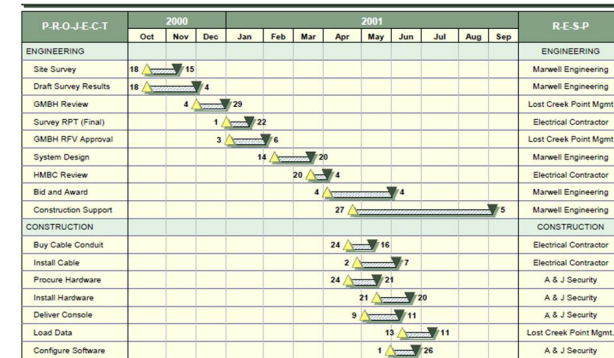 P-R-O-J-E-C-T 2000 2001 R-E-S-P
Oct Nov Dec Jan Feb Mar Apr May Jun Jul Aug Sep
ENGINEERING ENGINEERING
Site Survey 18 15 Marwell Engineering
Draft Survey Results 18 4 Marwell Engineering
GMBH Review 4 29 Lost Creek Point Mgmt
Survey RPT (Final) 1 22 Electrical Contractor
GMBH RFV Approval 3 6 Lost Creek Point Mgmt
System Design 14 20 Marwell Engineering
HMBC Review 20 4 Electrical Contractor
Bid and Award 4 4 Marwell Engineering
Construction Support 27 5 Marwell Engineering
CONSTRUCTION CONSTRUCTION
Buy Cable Conduit 24 16 Electrical Contractor
Install Cable 2 7 Electrical Contractor
Procure Hardware 24 21 A & J Security
Install Hardware 21 20 A & J Security
Deliver Console 9 11 A & J Security
Load Data 13 11 Lost Creek Point Mgmt.
Configure Software 1 26 A & J Security